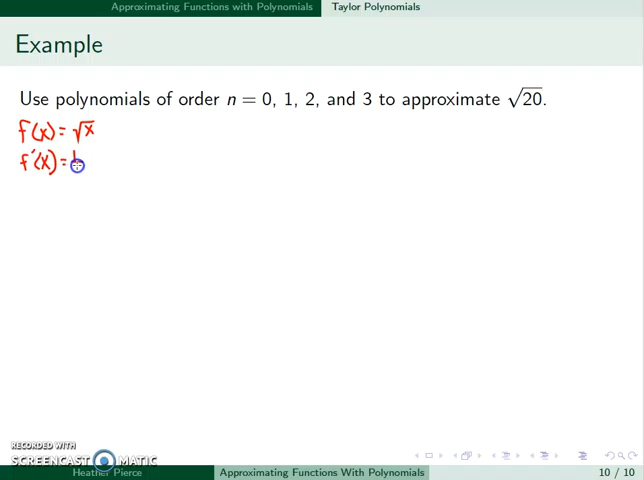 Approximating Functions with Polynomials Taylor Polynomials
Example
Use polynomials of order n = 0, 1, 2, and 3 to approximate √20.
f(x) = √x
f'(x) =
RECORDED WITH
SCREENCAST MATIC
Heather Pierce Approximating Functions With Polynomials 10 / 10